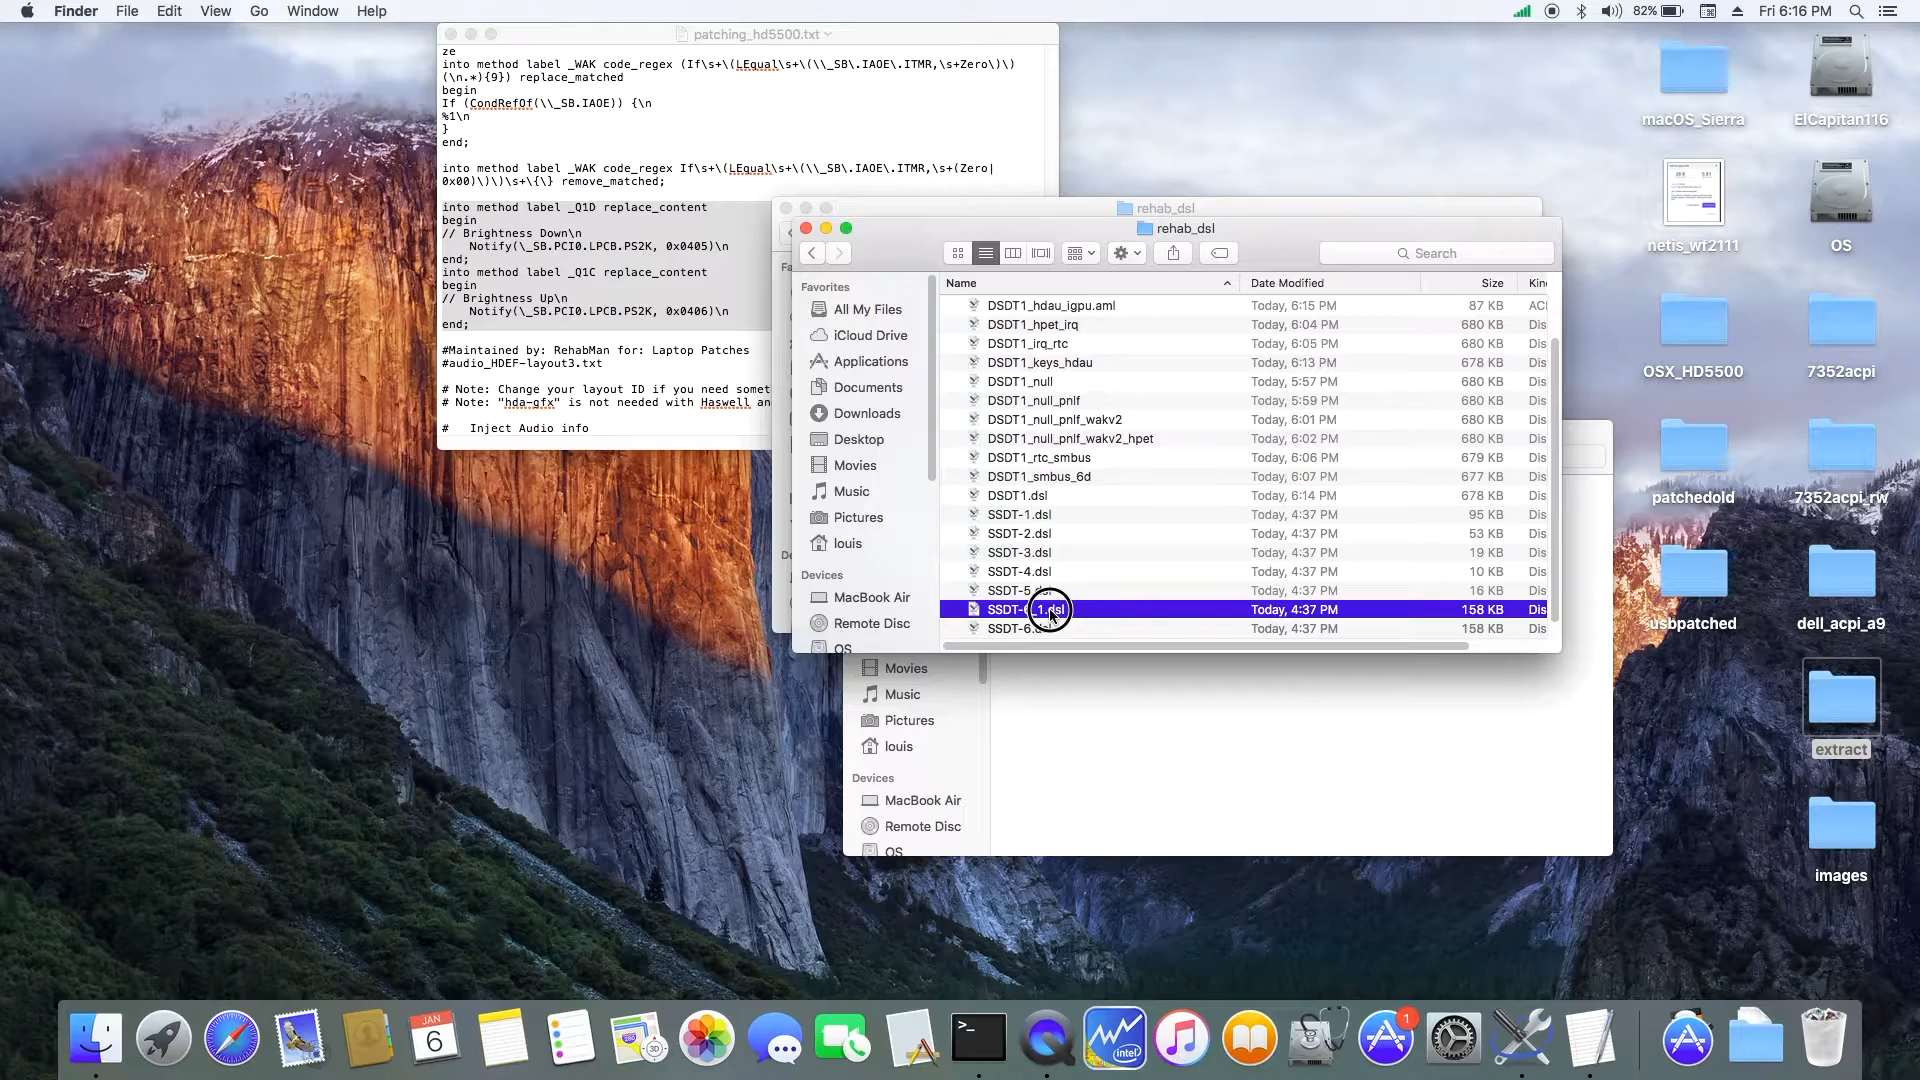 Finder File Edit View Go Window Help
82% Fri 6:16 PM
patching_hd5500.txt
ze
into method label _WAK code_regex (If\s+\(LEqual\s+\(\\_SB\.IAOE\.ITMR,\s+Zero\)\)
(\n.*){9}) replace_matched
begin
If (CondRefOf(\\_SB.IAOE)) {\n
%1\n
}
end;
into method label _WAK code_regex If\s+\(LEqual\s+\(\\_SB\.IAOE\.ITMR,\s+(Zero|
0x00)\)\)\s+\{\} remove_matched;
into method label _Q1D replace_content
begin
// Brightness Down\n
Notify(\_SB.PCI0.LPCB.PS2K, 0x0405)\n
end;
into method label _Q1C replace_content
begin
// Brightness Up\n
Notify(\_SB.PCI0.LPCB.PS2K, 0x0406)\n
end;
#Maintained by: RehabMan for: Laptop Patches
#audio_HDEF-layout3.txt
# Note: Change your layout ID if you need somet
# Note: "hda-gfx" is not needed with Haswell an
# Inject Audio info
rehab_dsl
rehab_dsl
Search
Fa
De
Favorites
All My Files
iCloud Drive
Applications
Documents
Downloads
Desktop
Movies
Music
Pictures
louis
Devices
MacBook Air
Remote Disc
OS
Name Date Modified Size Kin
DSDT1_hdau_igpu.aml Today, 6:15 PM 87 KB ACI
DSDT1_hpet_irq Today, 6:04 PM 680 KB Dis
DSDT1_irq_rtc Today, 6:05 PM 680 KB Dis
DSDT1_keys_hdau Today, 6:13 PM 678 KB Dis
DSDT1_null Today, 5:57 PM 680 KB Dis
DSDT1_null_pnlf Today, 5:59 PM 680 KB Dis
DSDT1_null_pnlf_wakv2 Today, 6:01 PM 680 KB Dis
DSDT1_null_pnlf_wakv2_hpet Today, 6:02 PM 680 KB Dis
DSDT1_rtc_smbus Today, 6:06 PM 679 KB Dis
DSDT1_smbus_6d Today, 6:07 PM 677 KB Dis
DSDT1.dsl Today, 6:14 PM 678 KB Dis
SSDT-1.dsl Today, 4:37 PM 95 KB Dis
SSDT-2.dsl Today, 4:37 PM 53 KB Dis
SSDT-3.dsl Today, 4:37 PM 19 KB Dis
SSDT-4.dsl Today, 4:37 PM 10 KB Dis
SSDT-5.dsl Today, 4:37 PM 16 KB Dis
SSDT-6_1.dsl Today, 4:37 PM 158 KB Dis
SSDT-6.dsl Today, 4:37 PM 158 KB Dis
Movies
Music
Pictures
louis
Devices
MacBook Air
Remote Disc
OS
macOS_Sierra
ElCapitan116
netis_wf2111
OS
OSX_HD5500
7352acpi
patchedold
7352acpi_rw
usbpatched
dell_acpi_a9
extract
images
JAN
6
280
3D
>_
intel
1